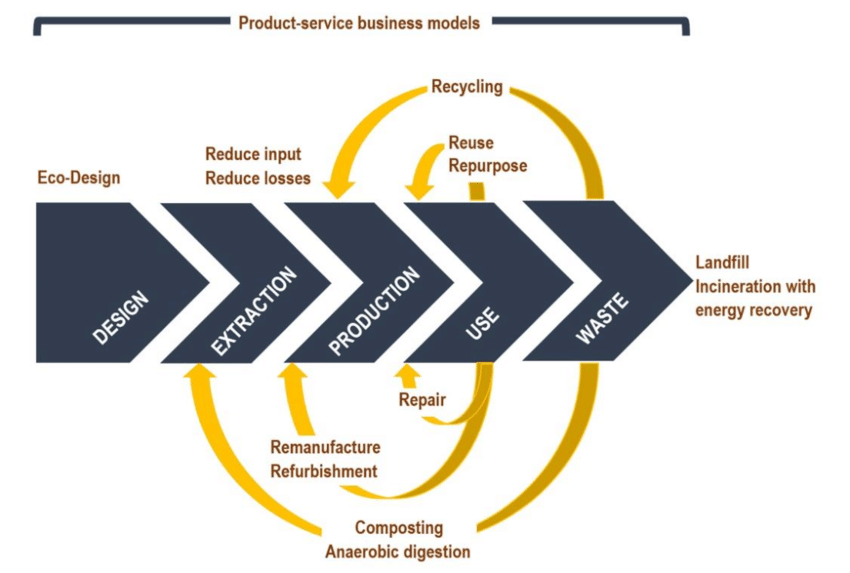 Product-service business models
Recycling
Reuse
Repurpose
Reduce input
Reduce losses
Eco-Design
DESIGN
EXTRACTION
PRODUCTION
USE
WASTE
Landfill
Incineration with
energy recovery
Repair
Remanufacture
Refurbishment
Composting
Anaerobic digestion